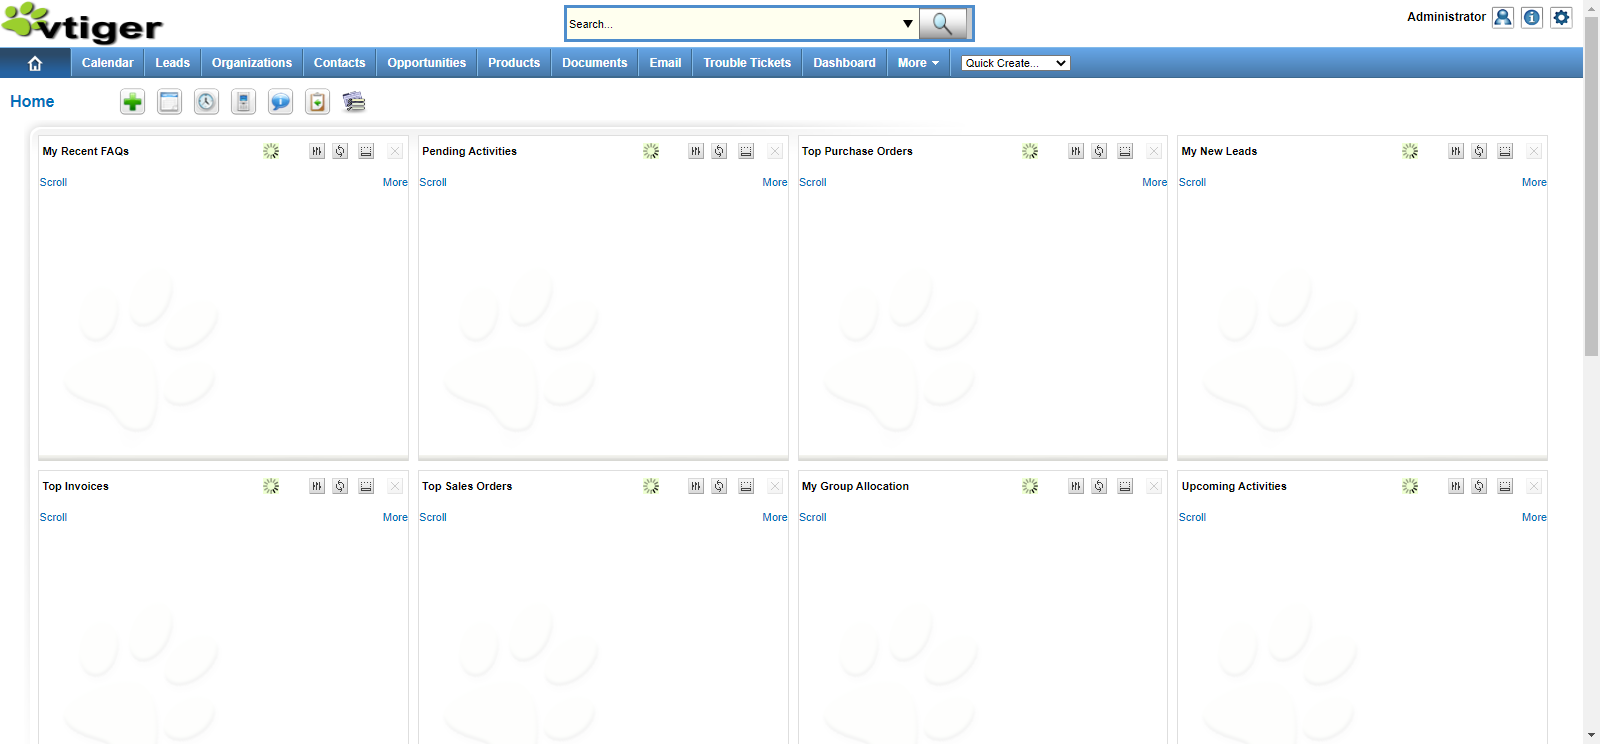 vtiger
Search...
Administrator
Calendar Leads Organizations Contacts Opportunities Products Documents Email Trouble Tickets Dashboard More Quick Create...
Home
My Recent FAQs Pending Activities Top Purchase Orders My New Leads
Scroll More Scroll More Scroll More Scroll More
Top Invoices Top Sales Orders My Group Allocation Upcoming Activities
Scroll More Scroll More Scroll Scroll More